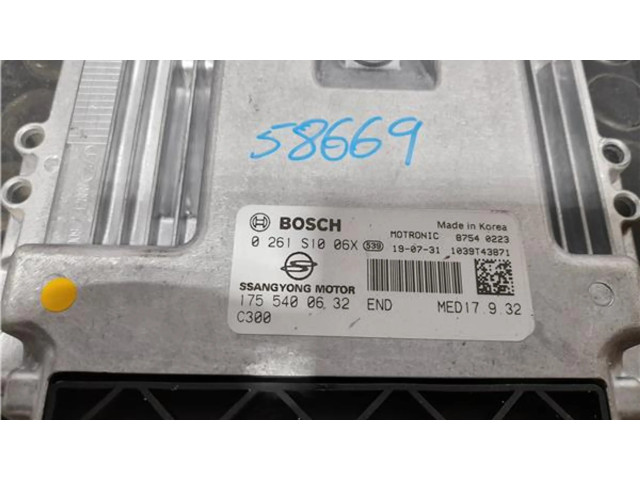 58669
BOSCH
Made in Korea
0 261 S10 06X 539 MOTRONIC 8754 0223
19-07-31 1039T43871
SSANGYONG MOTOR
175 540 06 32 END MED17.9.32
C300